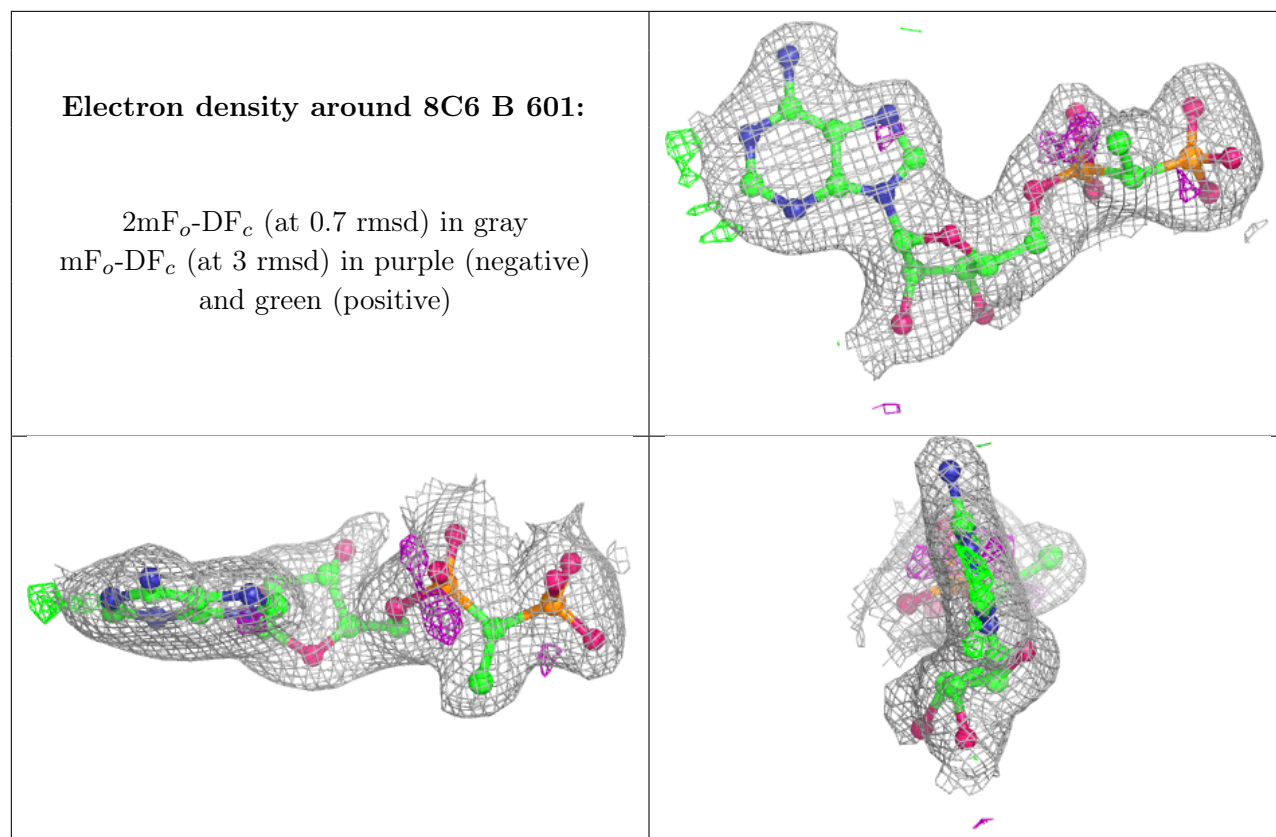 Electron density around 8C6 B 601:
2mFo-DFc (at 0.7 rmsd) in gray
mFo-DFc (at 3 rmsd) in purple (negative)
and green (positive)